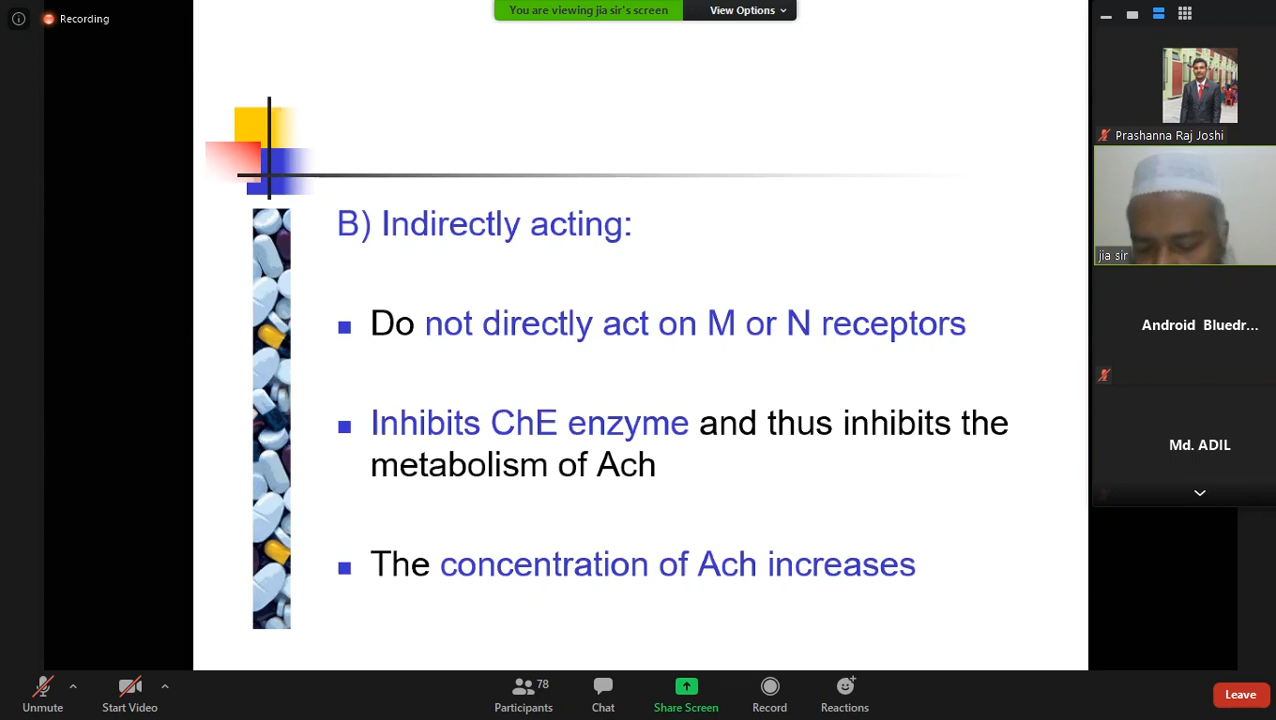 Recording
You are viewing jia sir's screen
View Options
Prashanna Raj Joshi
jia sir
Android Bluedr...
Md. ADIL
B) Indirectly acting:
Do not directly act on M or N receptors
Inhibits ChE enzyme and thus inhibits the
metabolism of Ach
The concentration of Ach increases
Unmute
Start Video
78
Participants
Chat
Share Screen
Record
Reactions
Leave